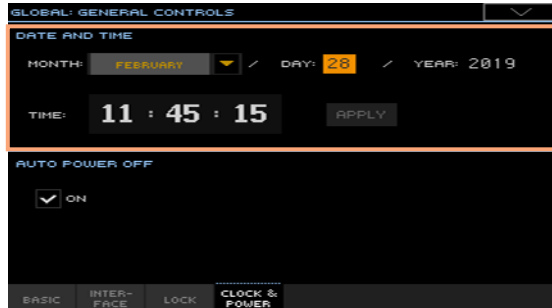 GLOBAL: GENERAL CONTROLS
DATE AND TIME
MONTH: FEBRUARY / DAY: 28 / YEAR: 2019
TIME: 11 : 45 : 15 APPLY
AUTO POWER OFF
ON
BASIC INTER-FACE LOCK CLOCK & POWER